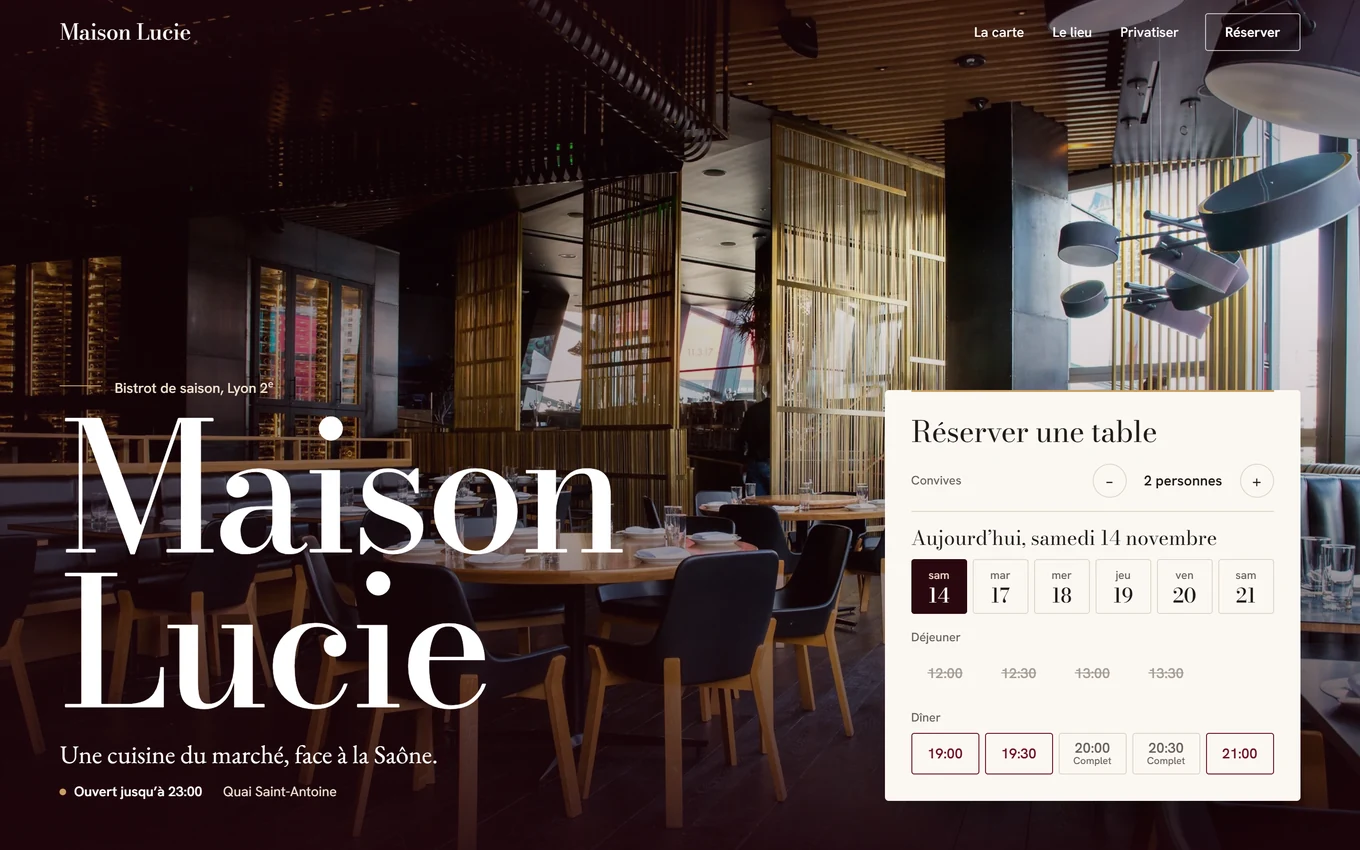 Maison Lucie
La carte
Le lieu
Privatiser
Réserver
Bistrot de saison, Lyon 2ᵉ
Maison
Lucie
Une cuisine du marché, face à la Saône.
Ouvert jusqu’à 23:00 Quai Saint-Antoine
Réserver une table
Convives
–
2 personnes
+
Aujourd’hui, samedi 14 novembre
sam
14
mar
17
mer
18
jeu
19
ven
20
sam
21
Déjeuner
12:00
12:30
13:00
13:30
Dîner
19:00
19:30
20:00
Complet
20:30
Complet
21:00